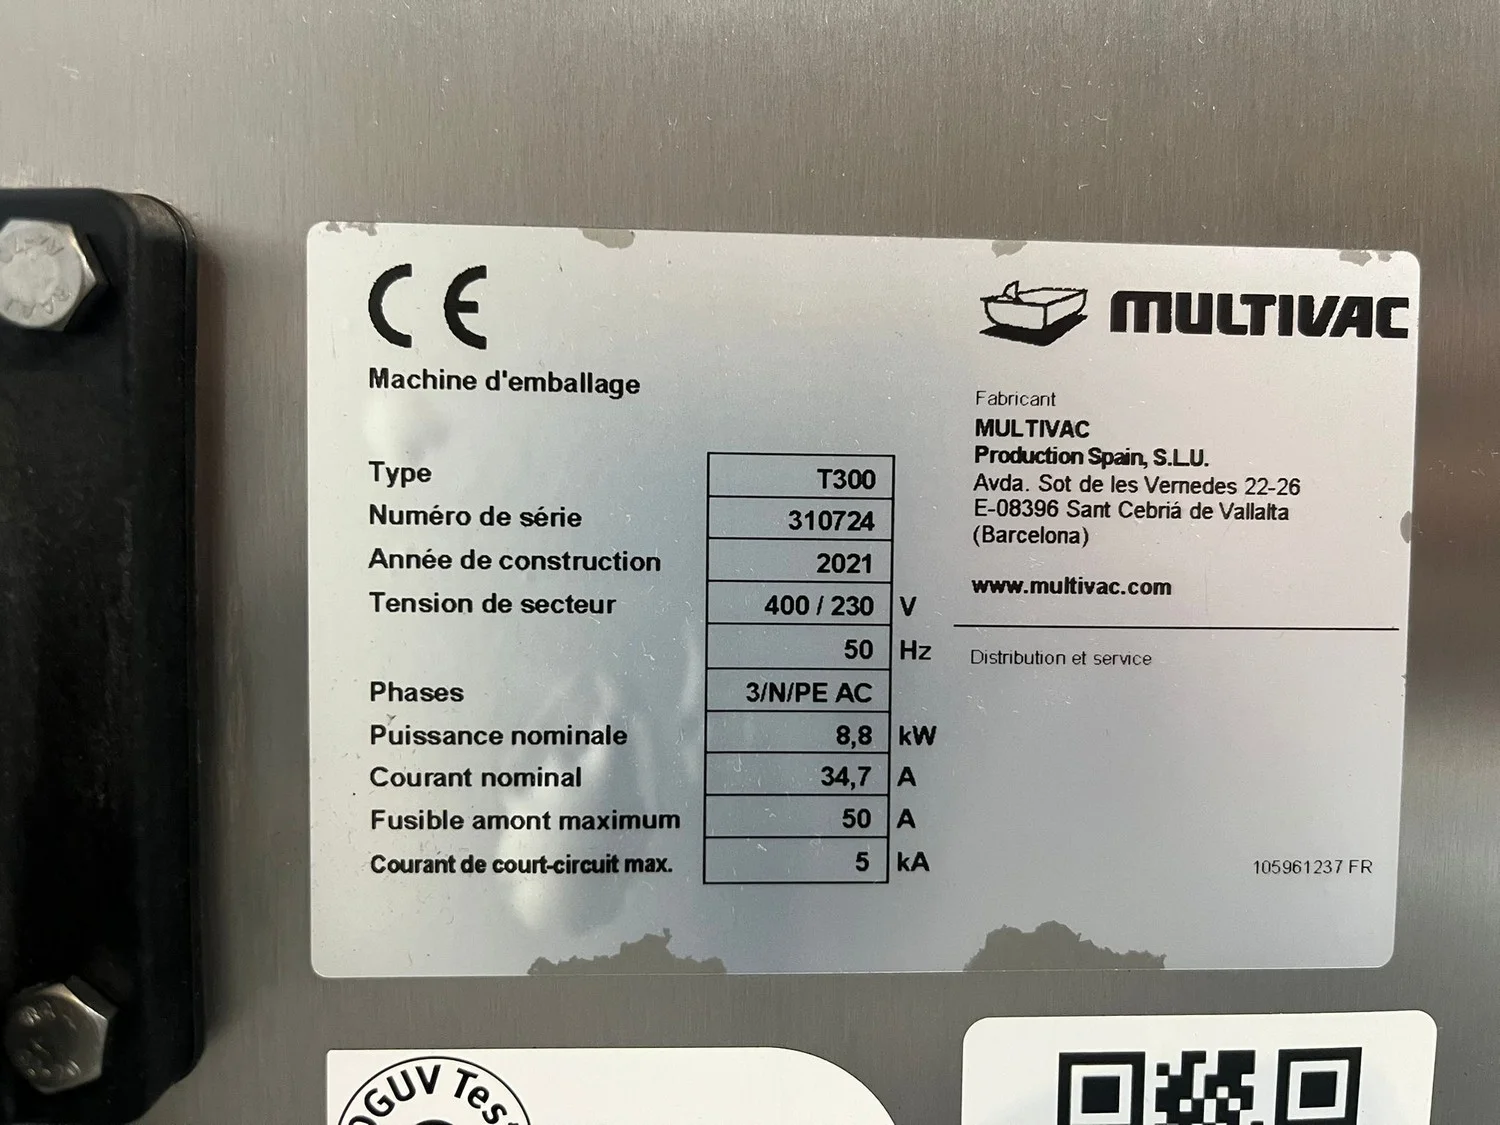 CE
MULTIVAC
Machine d'emballage
Type T300
Numéro de série 310724
Année de construction 2021
Tension de secteur 400 / 230 V
50 Hz
Phases 3/N/PE AC
Puissance nominale 8,8 kW
Courant nominal 34,7 A
Fusible amont maximum 50 A
Courant de court-circuit max. 5 kA
Fabricant
MULTIVAC
Production Spain, S.L.U.
Avda. Sot de les Vernedes 22-26
E-08396 Sant Cebriá de Vallalta
(Barcelona)
www.multivac.com
Distribution et service
105961237 FR
DGUV Test